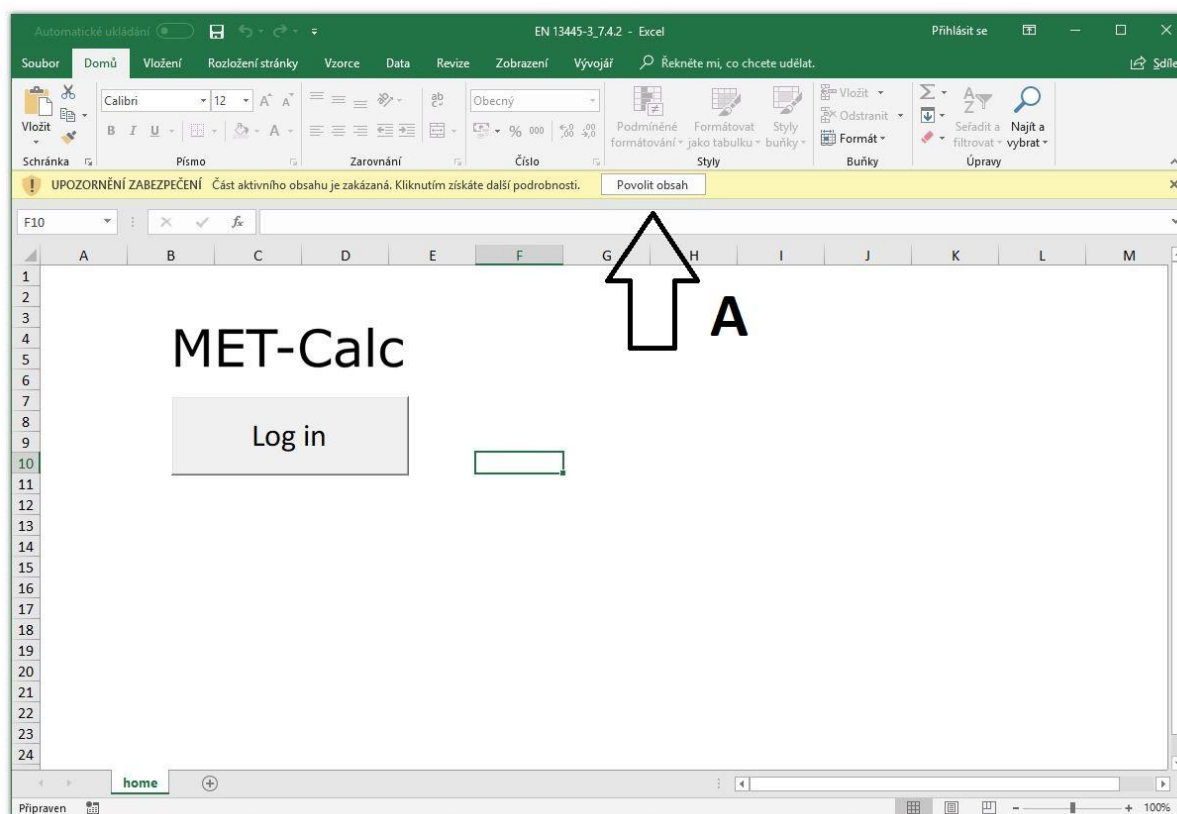 Automatické ukládání EN 13445-3_7.4.2 - Excel Přihlásit se
Soubor Domů Vložení Rozložení stránky Vzorce Data Revize Zobrazení Vývojář Řekněte mi, co chcete udělat. Sdíle
Vložit Calibri 12 A A ab Obecný Podmíněné formátování Formátovat jako tabulku Styly buňky Vložit Odstranit Formát Seřadit a filtrovat Najít a vybrat
B I U A % 000
Schránka Písmo Zarovnání Číslo Styly Buňky Úpravy
UPOZORNĚNÍ ZABEZPEČENÍ Část aktivního obsahu je zakázaná. Kliknutím získáte další podrobnosti. Povolit obsah
F10 fx
A B C D E F G H I J K L M
1
2
3
A
4
MET-Calc
5
6
7
8
9
Log in
10
11
12
13
14
15
16
17
18
19
20
21
22
23
24
home
Připraven 100%